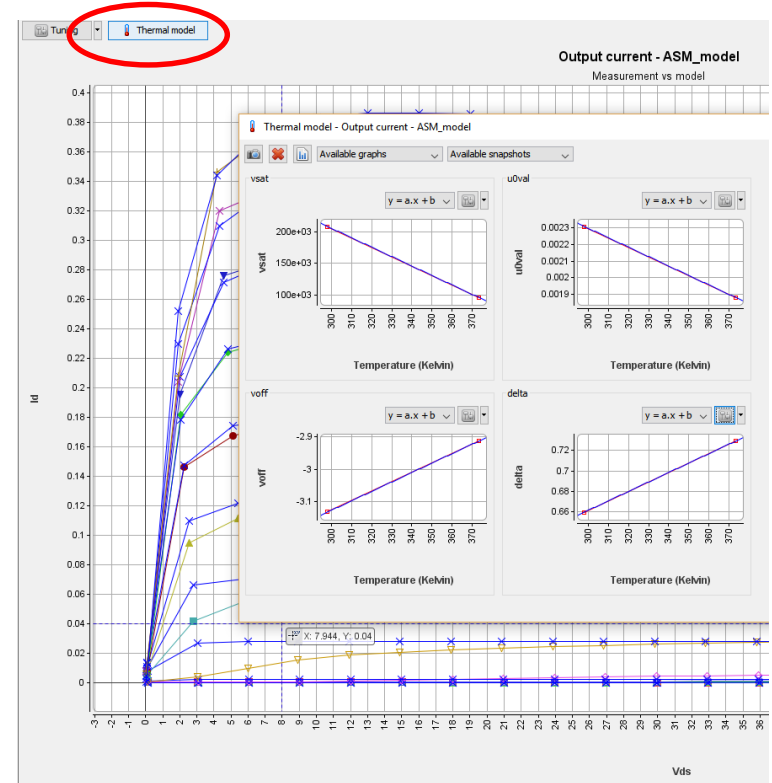 Tuning
Thermal model
Output current - ASM_model
Measurement vs model
0.4
0.38
0.36
0.34
0.32
0.3
0.28
0.26
0.24
0.22
0.2
0.18
0.16
0.14
0.12
0.1
0.08
0.06
0.04
0.02
0
Id
Thermal model - Output current - ASM_model
Available graphs
Available snapshots
vsat
y = a.x + b
200e+03
150e+03
100e+03
vsat
300 310 320 330 340 350 360 370
Temperature (Kelvin)
u0val
y = a.x + b
0.0023
0.0022
0.0021
0.002
0.0019
u0val
300 310 320 330 340 350 360 370
Temperature (Kelvin)
voff
y = a.x + b
-2.9
-3
-3.1
voff
300 310 320 330 340 350 360 370
Temperature (Kelvin)
delta
y = a.x + b
0.72
0.7
0.68
0.66
delta
300 310 320 330 340 350 360 370
Temperature (Kelvin)
X: 7.944, Y: 0.04
-3 -2 -1 0 1 2 3 4 5 6 7 8 9 10 11 12 13 14 15 16 17 18 19 20 21 22 23 24 25 26 27 28 29 30 31 32 33 34 35 36
Vds